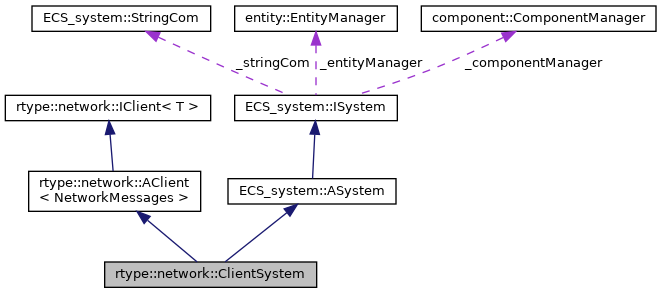 ECS_system::StringCom
entity::EntityManager
component::ComponentManager
_stringCom
_entityManager
_componentManager
rtype::network::IClient< T >
ECS_system::ISystem
rtype::network::AClient
< NetworkMessages >
ECS_system::ASystem
rtype::network::ClientSystem